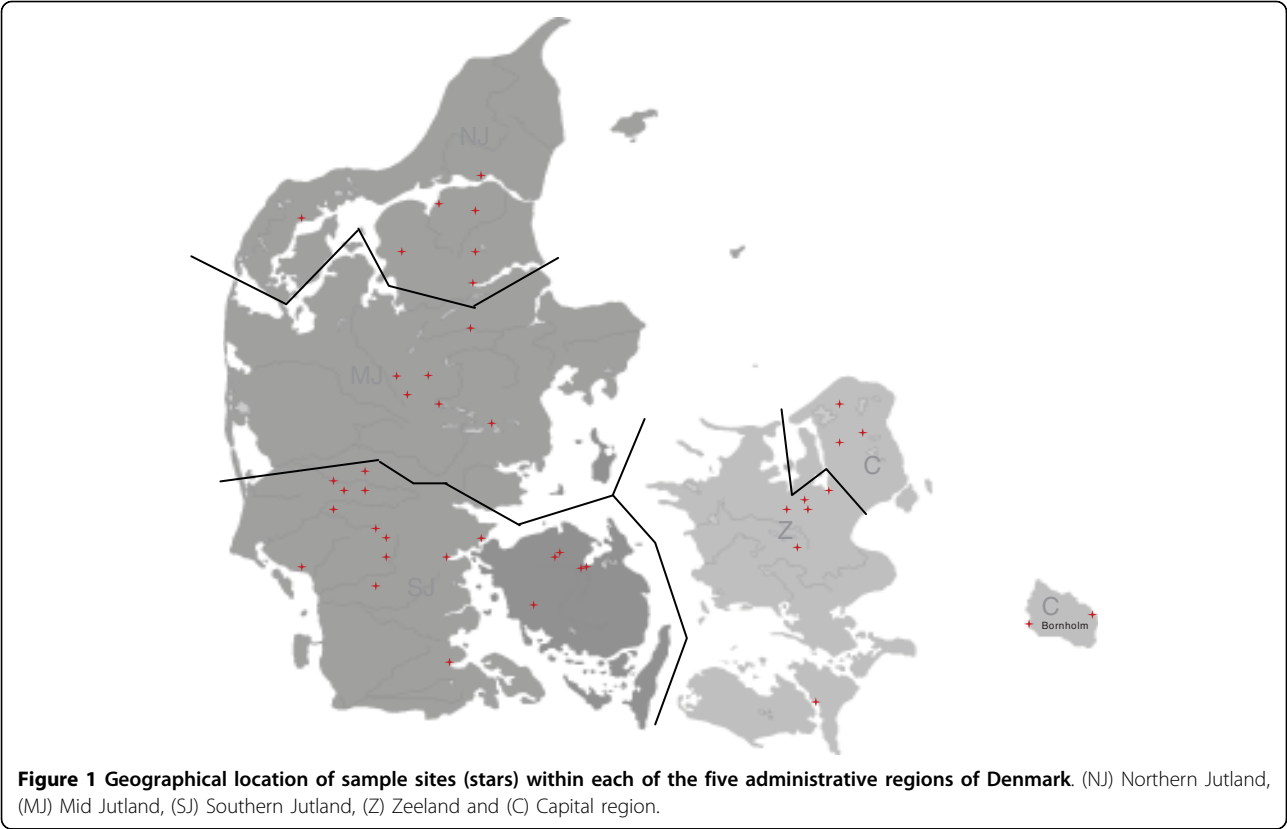 NJ
MJ
C
Z
SJ
C
Bornholm
Figure 1 Geographical location of sample sites (stars) within each of the five administrative regions of Denmark. (NJ) Northern Jutland,
(MJ) Mid Jutland, (SJ) Southern Jutland, (Z) Zeeland and (C) Capital region.